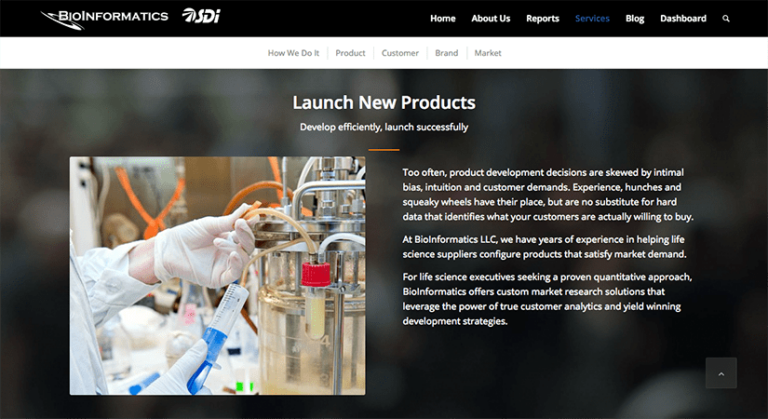 BIOINFORMATICS SDi Home About Us Reports Services Blog Dashboard
How We Do It Product Customer Brand Market
Launch New Products
Develop efficiently, launch successfully
Too often, product development decisions are skewed by intimal
bias, intuition and customer demands. Experience, hunches and
squeaky wheels have their place, but are no substitute for hard
data that identifies what your customers are actually willing to buy.
At BioInformatics LLC, we have years of experience in helping life
science suppliers configure products that satisfy market demand.
For life science executives seeking a proven quantitative approach,
BioInformatics offers custom market research solutions that
leverage the power of true customer analytics and yield winning
development strategies.